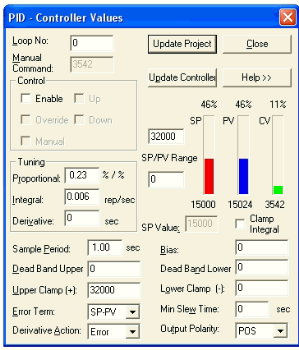 PID - Controller Values
Loop No: 0
Update Project
Close
Manual Command: 3542
Update Controller
Help >>
Control
Enable
Up
Override
Down
Manual
46%
46%
11%
SP
PV
CV
32000
SP/PV Range
0
15000
15024
3542
Tuning
Proportional: 0.23 % / %
Integral: 0.006 rep/sec
Derivative: 0 sec
SP Value: 15000
Clamp Integral
Sample Period: 1.00 sec
Bias: 0
Dead Band Upper 0
Dead Band Lower 0
Upper Clamp (+): 32000
Lower Clamp (-): 0
Error Term: SP-PV
Min Slew Time: 0 sec
Derivative Action: Error
Output Polarity: POS